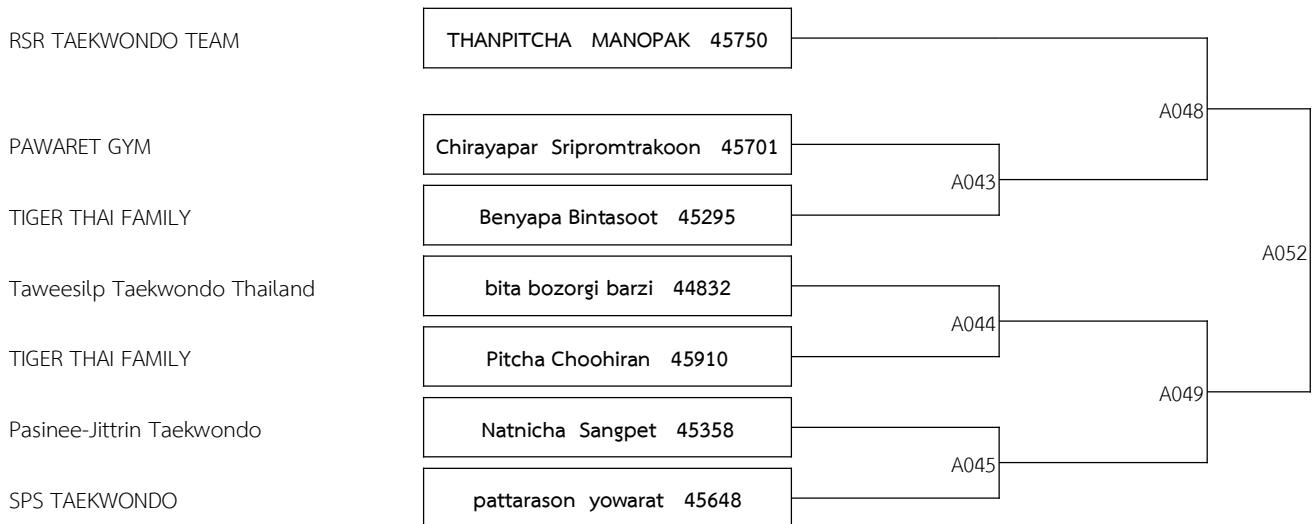 RSR TAEKWONDO TEAM THANPITCHA MANOPAK 45750
A048
PAWARET GYM Chirayapar Sripromtrakoon 45701
A043
TIGER THAI FAMILY Benyapa Bintasoot 45295
A052
Taweesilp Taekwondo Thailand bita bozorgi barzi 44832
A044
TIGER THAI FAMILY Pitcha Choohiran 45910
A049
Pasinee-Jittrin Taekwondo Natnicha Sangpet 45358
A045
SPS TAEKWONDO pattarason yowarat 45648